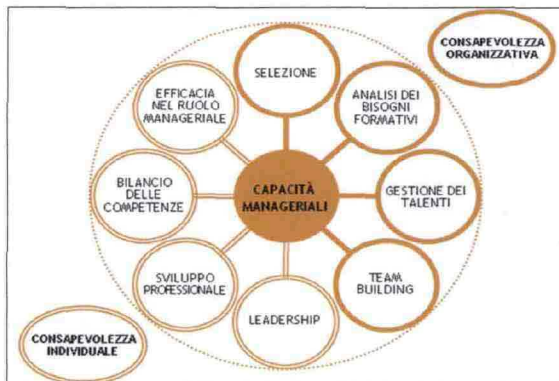 CONSAPEVOLEZZA
ORGANIZZATIVA
SELEZIONE
EFFICACIA
NEL RUOLO
MANAGERIALE
ANALISI DEI
BISOGNI
FORMATIVI
BILANCIO
DELLE
COMPETENZE
CAPACITÀ
MANAGERIALI
GESTIONE DEI
TALENTI
SVILUPPO
PROFESSIONALE
TEAM
BUILDING
LEADERSHIP
CONSAPEVOLEZZA
INDIVIDUALE